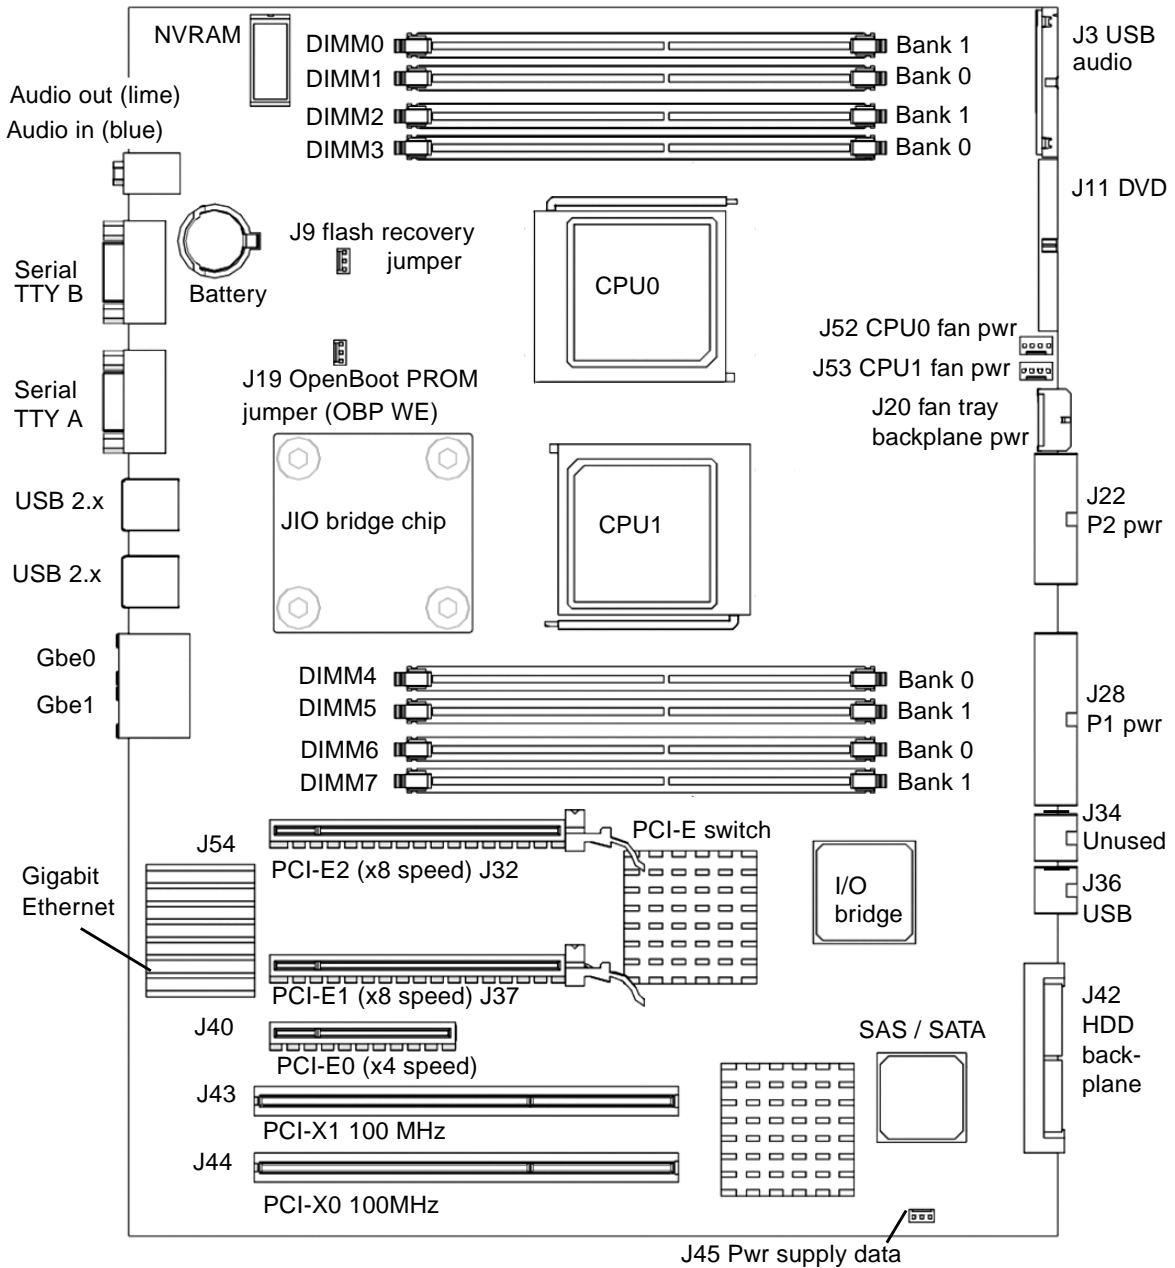 NVRAM
DIMM0
Bank 1
DIMM1
Bank 0
DIMM2
Bank 1
DIMM3
Bank 0
J3 USB
audio
Audio out (lime)
Audio in (blue)
J11 DVD
J9 flash recovery
jumper
Serial
TTY B
Battery
CPU0
J52 CPU0 fan pwr
J53 CPU1 fan pwr
J19 OpenBoot PROM
jumper (OBP WE)
Serial
TTY A
J20 fan tray
backplane pwr
USB 2.x
JIO bridge chip
CPU1
J22
P2 pwr
USB 2.x
Gbe0
Gbe1
DIMM4
Bank 0
DIMM5
Bank 1
DIMM6
Bank 0
DIMM7
Bank 1
J28
P1 pwr
J34
Unused
J54
PCI-E switch
PCI-E2 (x8 speed) J32
Gigabit
Ethernet
I/O
bridge
J36
USB
PCI-E1 (x8 speed) J37
J42
HDD
back-
plane
J40
PCI-E0 (x4 speed)
SAS / SATA
J43
PCI-X1 100 MHz
J44
PCI-X0 100MHz
J45 Pwr supply data